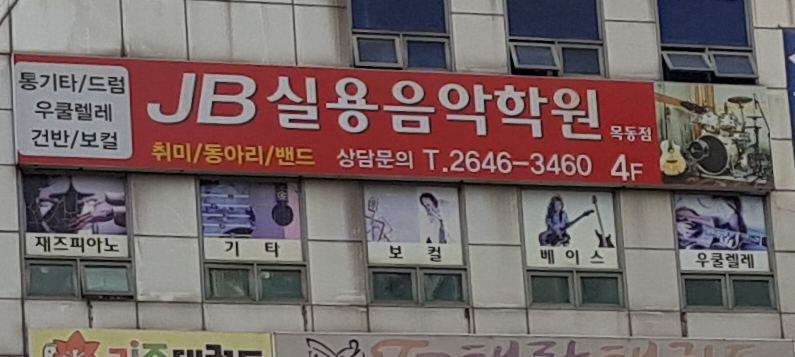 통기타/드럼
우쿨렐레
건반/보컬
JB 실용음악학원 목동점
취미/동아리/밴드 상담문의 T.2646-3460 4F
재즈피아노
기타
보컬
베이스
우쿨렐레